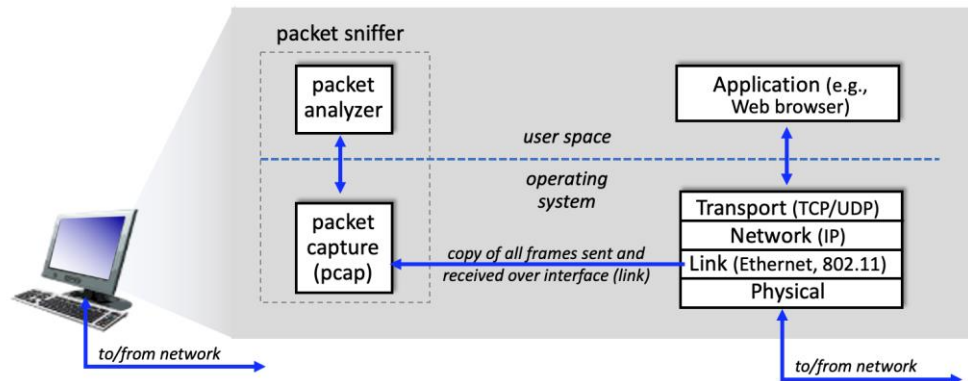 packet sniffer
packet
analyzer
Application (e.g.,
Web browser)
user space
operating
system
packet
capture
(pcap)
copy of all frames sent and
received over interface (link)
Transport (TCP/UDP)
Network (IP)
Link (Ethernet, 802.11)
Physical
to/from network
to/from network